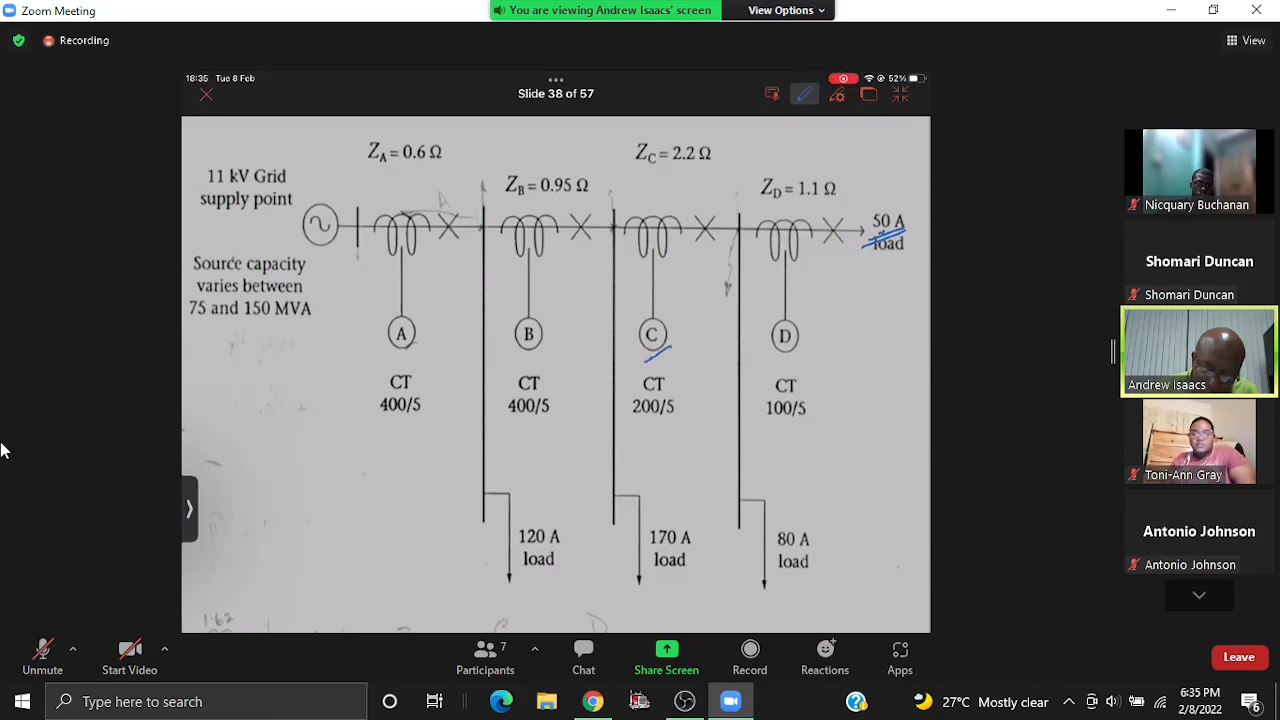 Zoom Meeting
You are viewing Andrew Isaacs' screen
View Options
Recording
View
18:35 Tue 8 Feb
52%
Slide 38 of 57
Z_A = 0.6 Ω
Z_C = 2.2 Ω
11 kV Grid
supply point
Z_B = 0.95 Ω
Z_D = 1.1 Ω
A
50 A
load
Source capacity
varies between
75 and 150 MVA
A
B
C
D
CT
400/5
CT
400/5
CT
200/5
CT
100/5
120 A
load
170 A
load
80 A
load
1.62
Nicquary Buchanan
Shomari Duncan
Shomari Duncan
Andrew Isaacs
Toni-Ann Gray
Antonio Johnson
Antonio Johnson
Unmute
Start Video
7
Participants
Chat
Share Screen
Record
Reactions
Apps
Leave
Type here to search
27°C Mostly clear
6:35 PM
2/8/2022
6